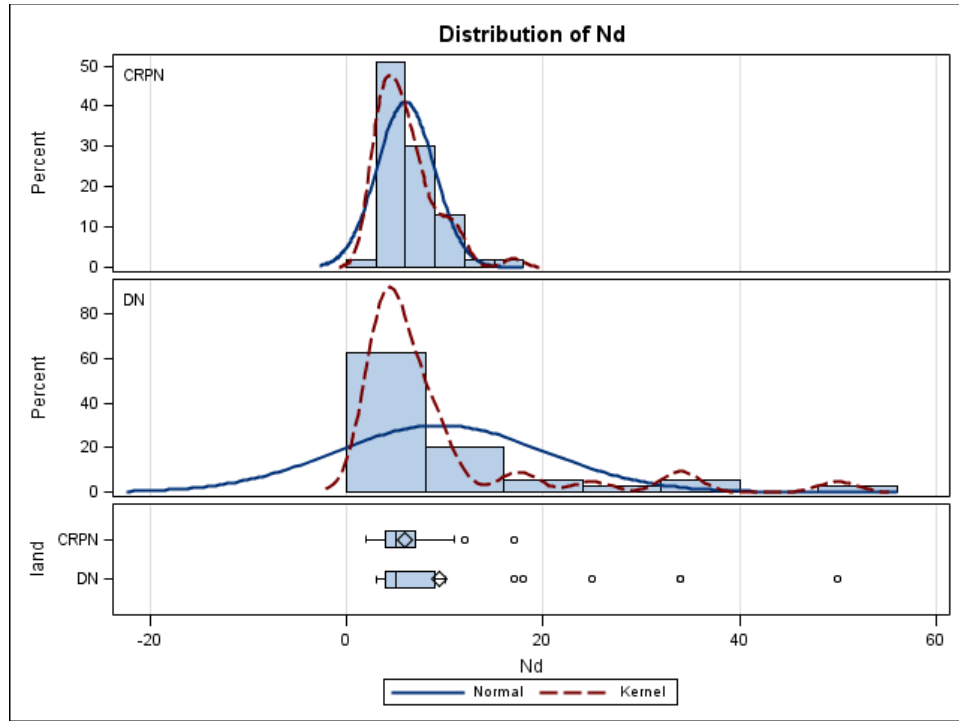 Distribution of Nd
CRPN
50
40
30
20
10
0
Percent
DN
80
60
40
20
0
Percent
CRPN
DN
land
-20 0 20 40 60
Nd
Normal Kernel